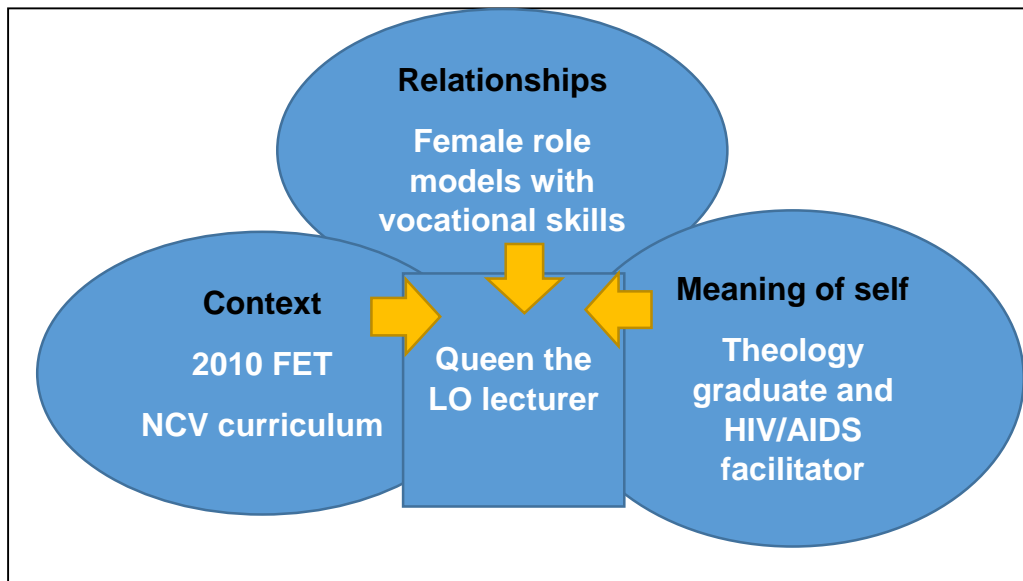 Relationships
Female role
models with
vocational skills
Context
2010 FET
NCV curriculum
Queen the
LO lecturer
Meaning of self
Theology
graduate and
HIV/AIDS
facilitator